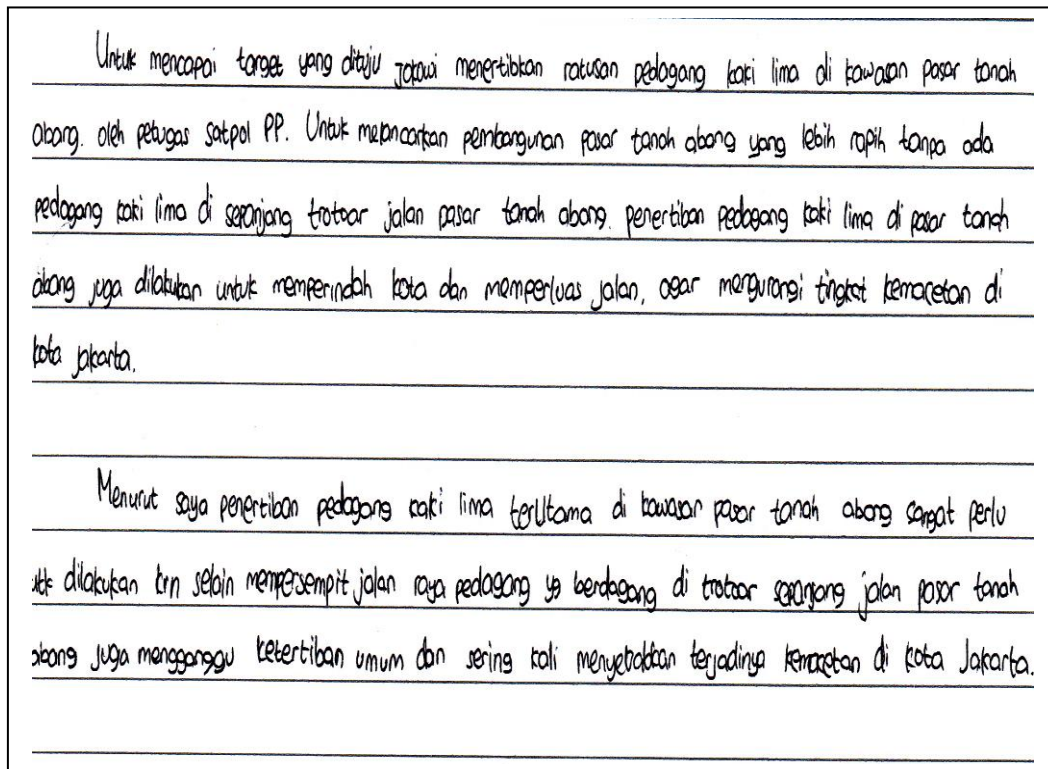 Untuk mencapai target yang dituju jokowi menertibkan ratusan pedagang kaki lima di kawasan pasar tanah
abang. oleh petugas satpol PP. Untuk melancarkan pembangunan pasar tanah abang yang lebih rapih tanpa ada
pedagang kaki lima di sepanjang trotoar jalan pasar tanah abang. penertiban pedagang kaki lima di pasar tanah
abang juga dilakukan untuk memperindah kota dan memperluas jalan, agar mengurangi tingkat kemacetan di
kota jakarta.
Menurut saya penertiban pedagang kaki lima terUtama di kawasan pasar tanah abang sangat perlu
utk dilakukan krn selain mempersempit jalan raya pedagang yg berdagang di trotoar sepanjang jalan pasar tanah
abang juga mengganggu ketertiban umum dan sering kali menyebabkan terjadinya kemacetan di kota Jakarta.